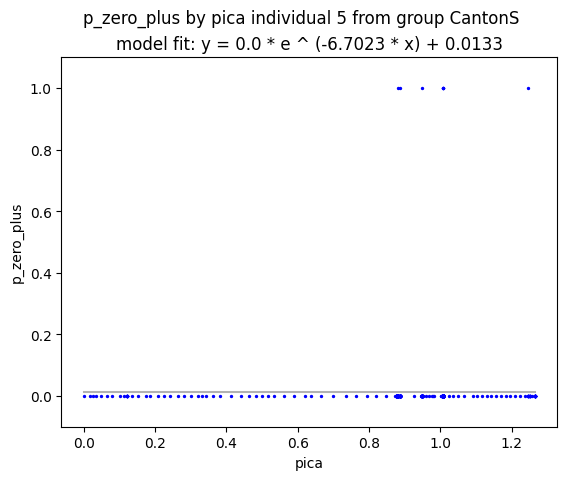 p_zero_plus by pica individual 5 from group CantonS
model fit: y = 0.0 * e ^ (-6.7023 * x) + 0.0133
1.0
0.8
0.6
0.4
0.2
0.0
p_zero_plus
0.0 0.2 0.4 0.6 0.8 1.0 1.2
pica